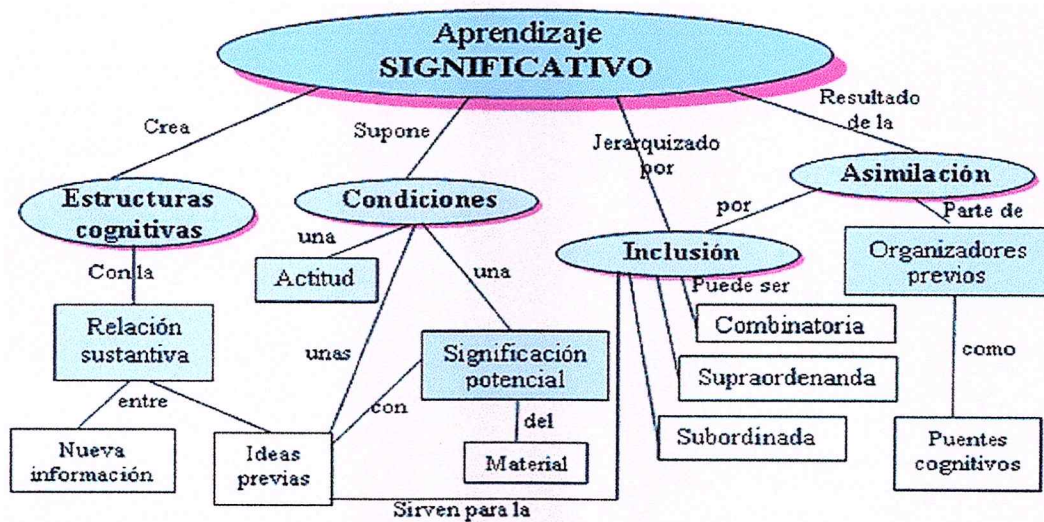 Aprendizaje
SIGNIFICATIVO
Crea
Supone
Jerarquizado
por
Resultado
de la
Estructuras
cognitivas
Condiciones
Asimilación
por
Parte de
Inclusión
Con la
una
Actitud
una
Puede ser
Organizadores
previos
Relación
sustantiva
unas
Significación
potencial
Combinatoria
como
Supraordenanda
entre
con
del
Subordinada
Nueva
información
Ideas
previas
Material
Puentes
cognitivos
Sirven para la